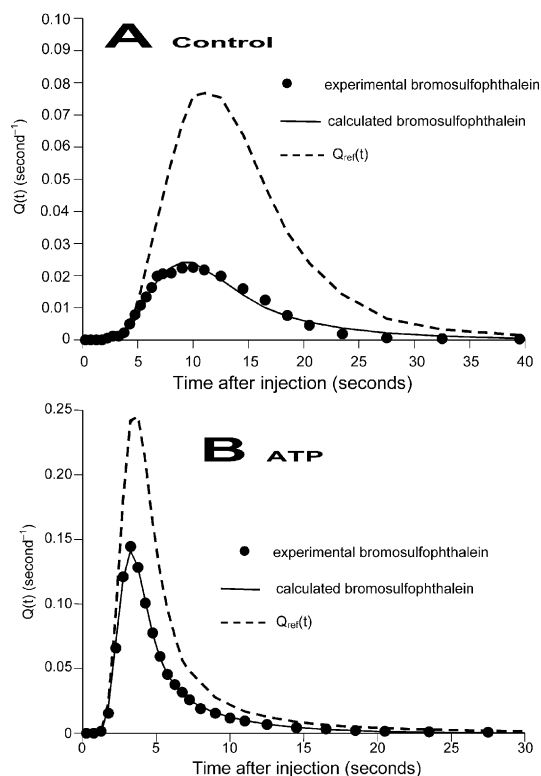 A Control
0.10
0.09
0.08
0.07
0.06
0.05
0.04
0.03
0.02
0.01
0
Q(t) (second⁻¹)
experimental bromosulfophthalein
calculated bromosulfophthalein
Qref(t)
0 5 10 15 20 25 30 35 40
Time after injection (seconds)
B ATP
0.25
0.20
0.15
0.10
0.05
0
Q(t) (second⁻¹)
experimental bromosulfophthalein
calculated bromosulfophthalein
Qref(t)
0 5 10 15 20 25 30
Time after injection (seconds)